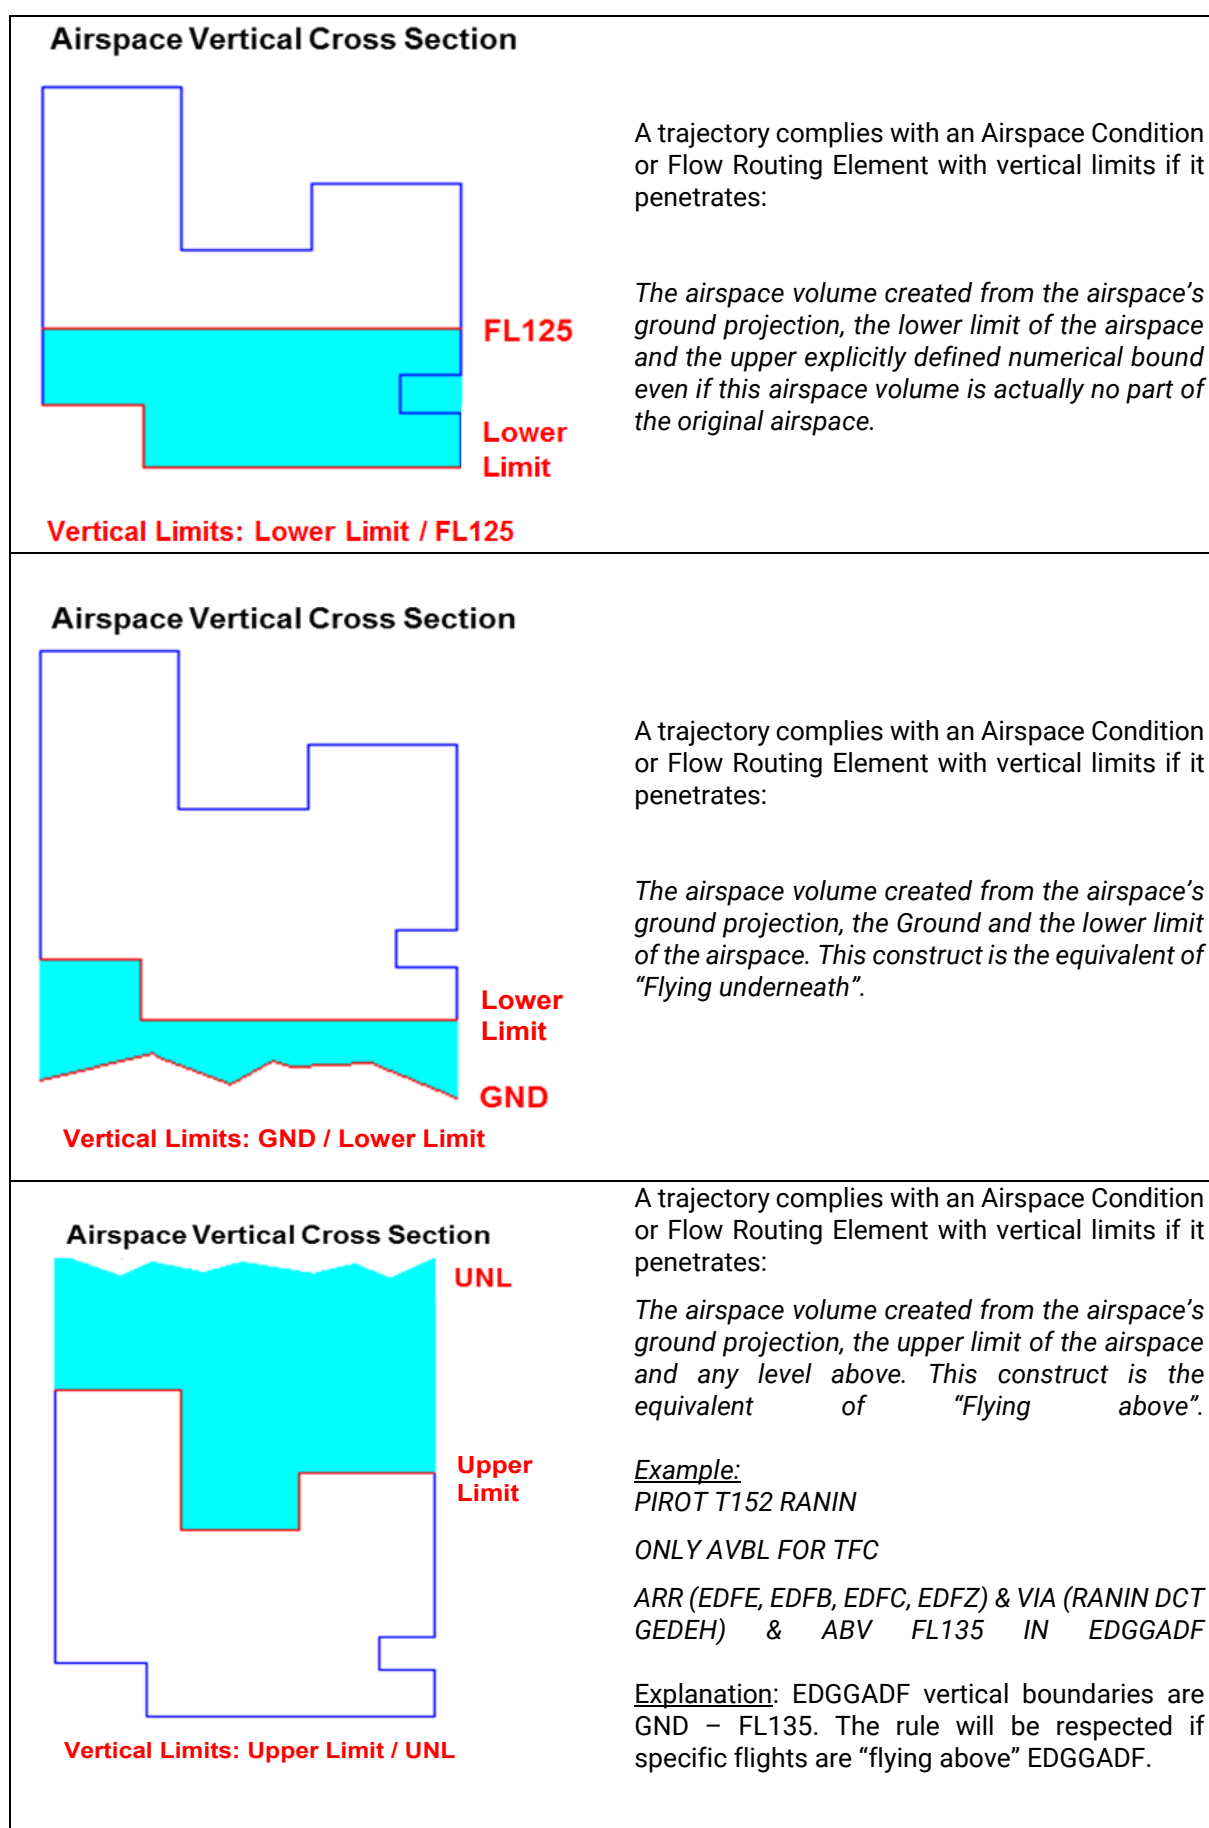 Airspace Vertical Cross Section
FL125
Lower
Limit
Vertical Limits: Lower Limit / FL125
A trajectory complies with an Airspace Condition
or Flow Routing Element with vertical limits if it
penetrates:
The airspace volume created from the airspace’s
ground projection, the lower limit of the airspace
and the upper explicitly defined numerical bound
even if this airspace volume is actually no part of
the original airspace.
Airspace Vertical Cross Section
Lower
Limit
GND
Vertical Limits: GND / Lower Limit
A trajectory complies with an Airspace Condition
or Flow Routing Element with vertical limits if it
penetrates:
The airspace volume created from the airspace’s
ground projection, the Ground and the lower limit
of the airspace. This construct is the equivalent of
“Flying underneath”.
Airspace Vertical Cross Section
UNL
Upper
Limit
Vertical Limits: Upper Limit / UNL
A trajectory complies with an Airspace Condition
or Flow Routing Element with vertical limits if it
penetrates:
The airspace volume created from the airspace’s
ground projection, the upper limit of the airspace
and any level above. This construct is the
equivalent of “Flying above”.
Example:
PIROT T152 RANIN
ONLY AVBL FOR TFC
ARR (EDFE, EDFB, EDFC, EDFZ) & VIA (RANIN DCT
GEDEH) & ABV FL135 IN EDGGADF
Explanation: EDGGADF vertical boundaries are
GND – FL135. The rule will be respected if
specific flights are “flying above” EDGGADF.